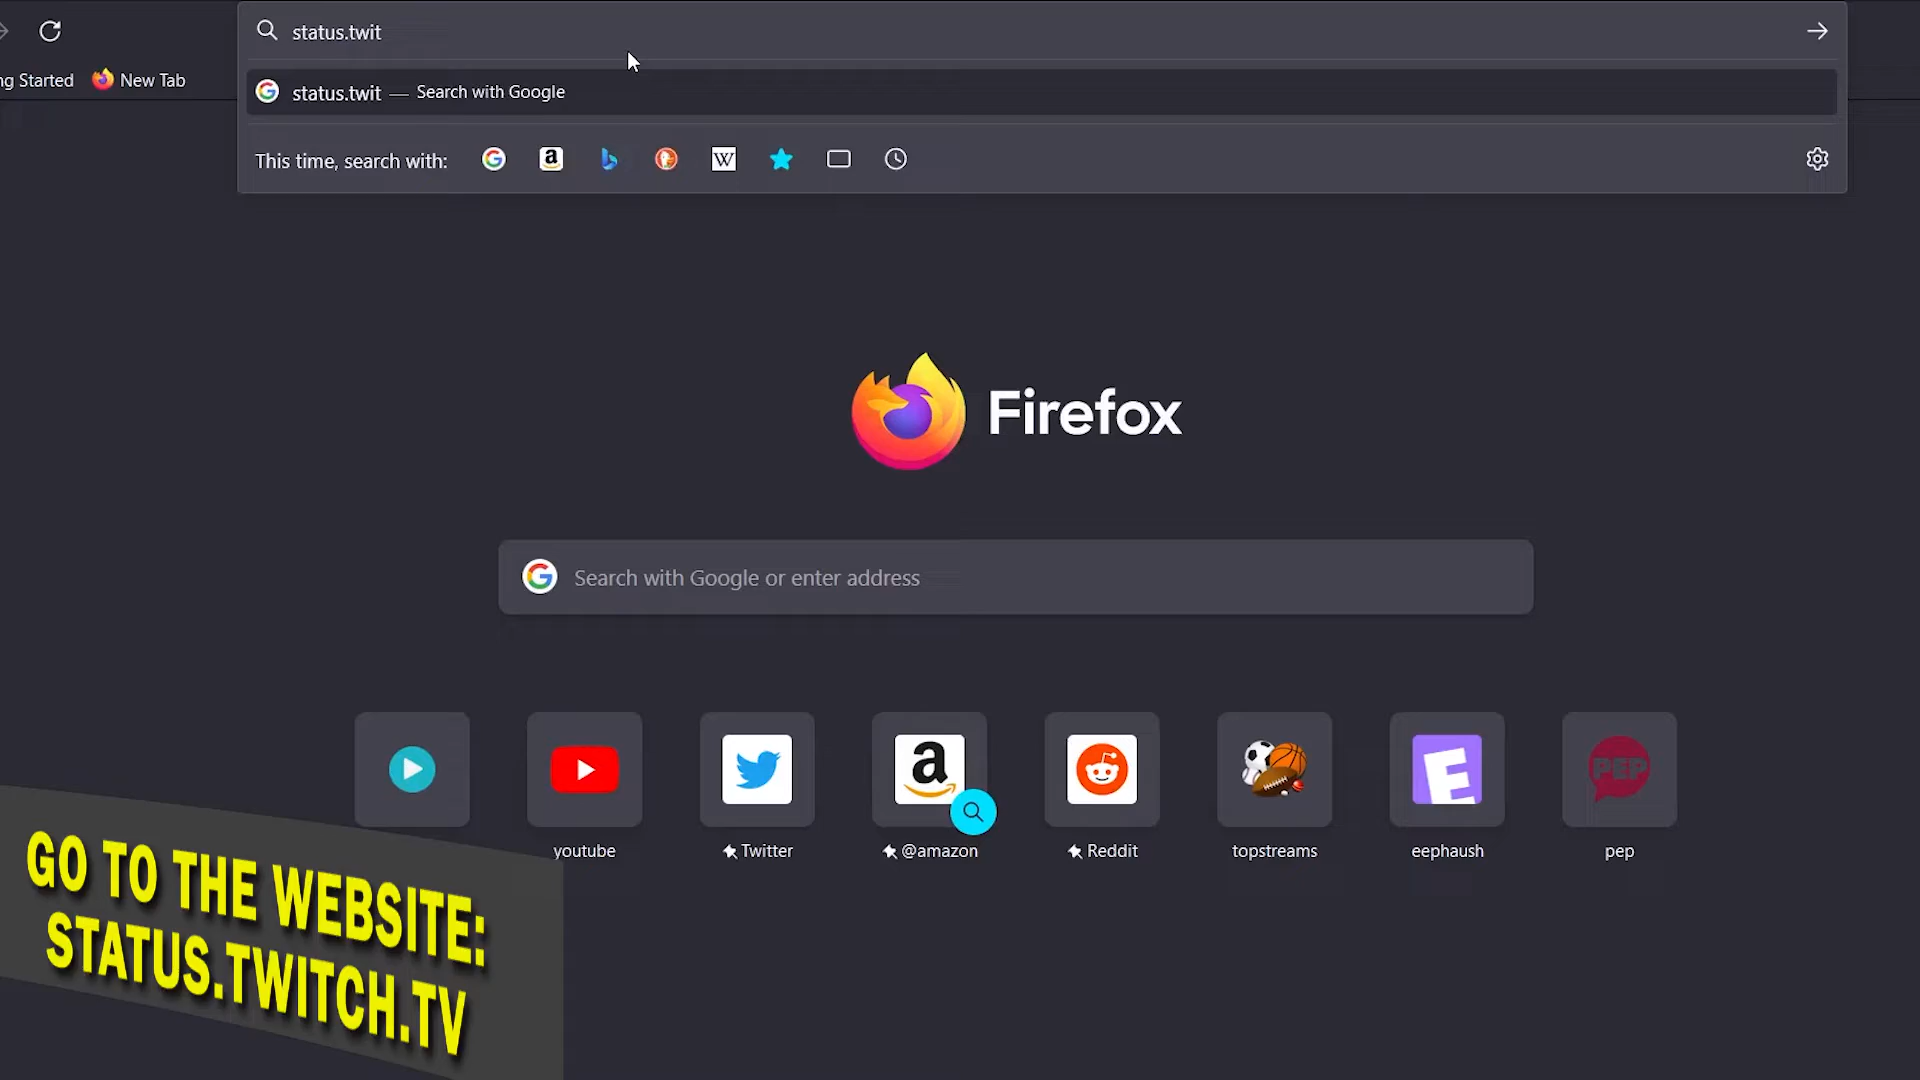 status.twit
ng Started
New Tab
status.twit — Search with Google
This time, search with:
Firefox
Search with Google or enter address
youtube
Twitter
@amazon
Reddit
topstreams
eephaush
PEP
pep
GO TO THE WEBSITE:
STATUS.TWITCH.TV